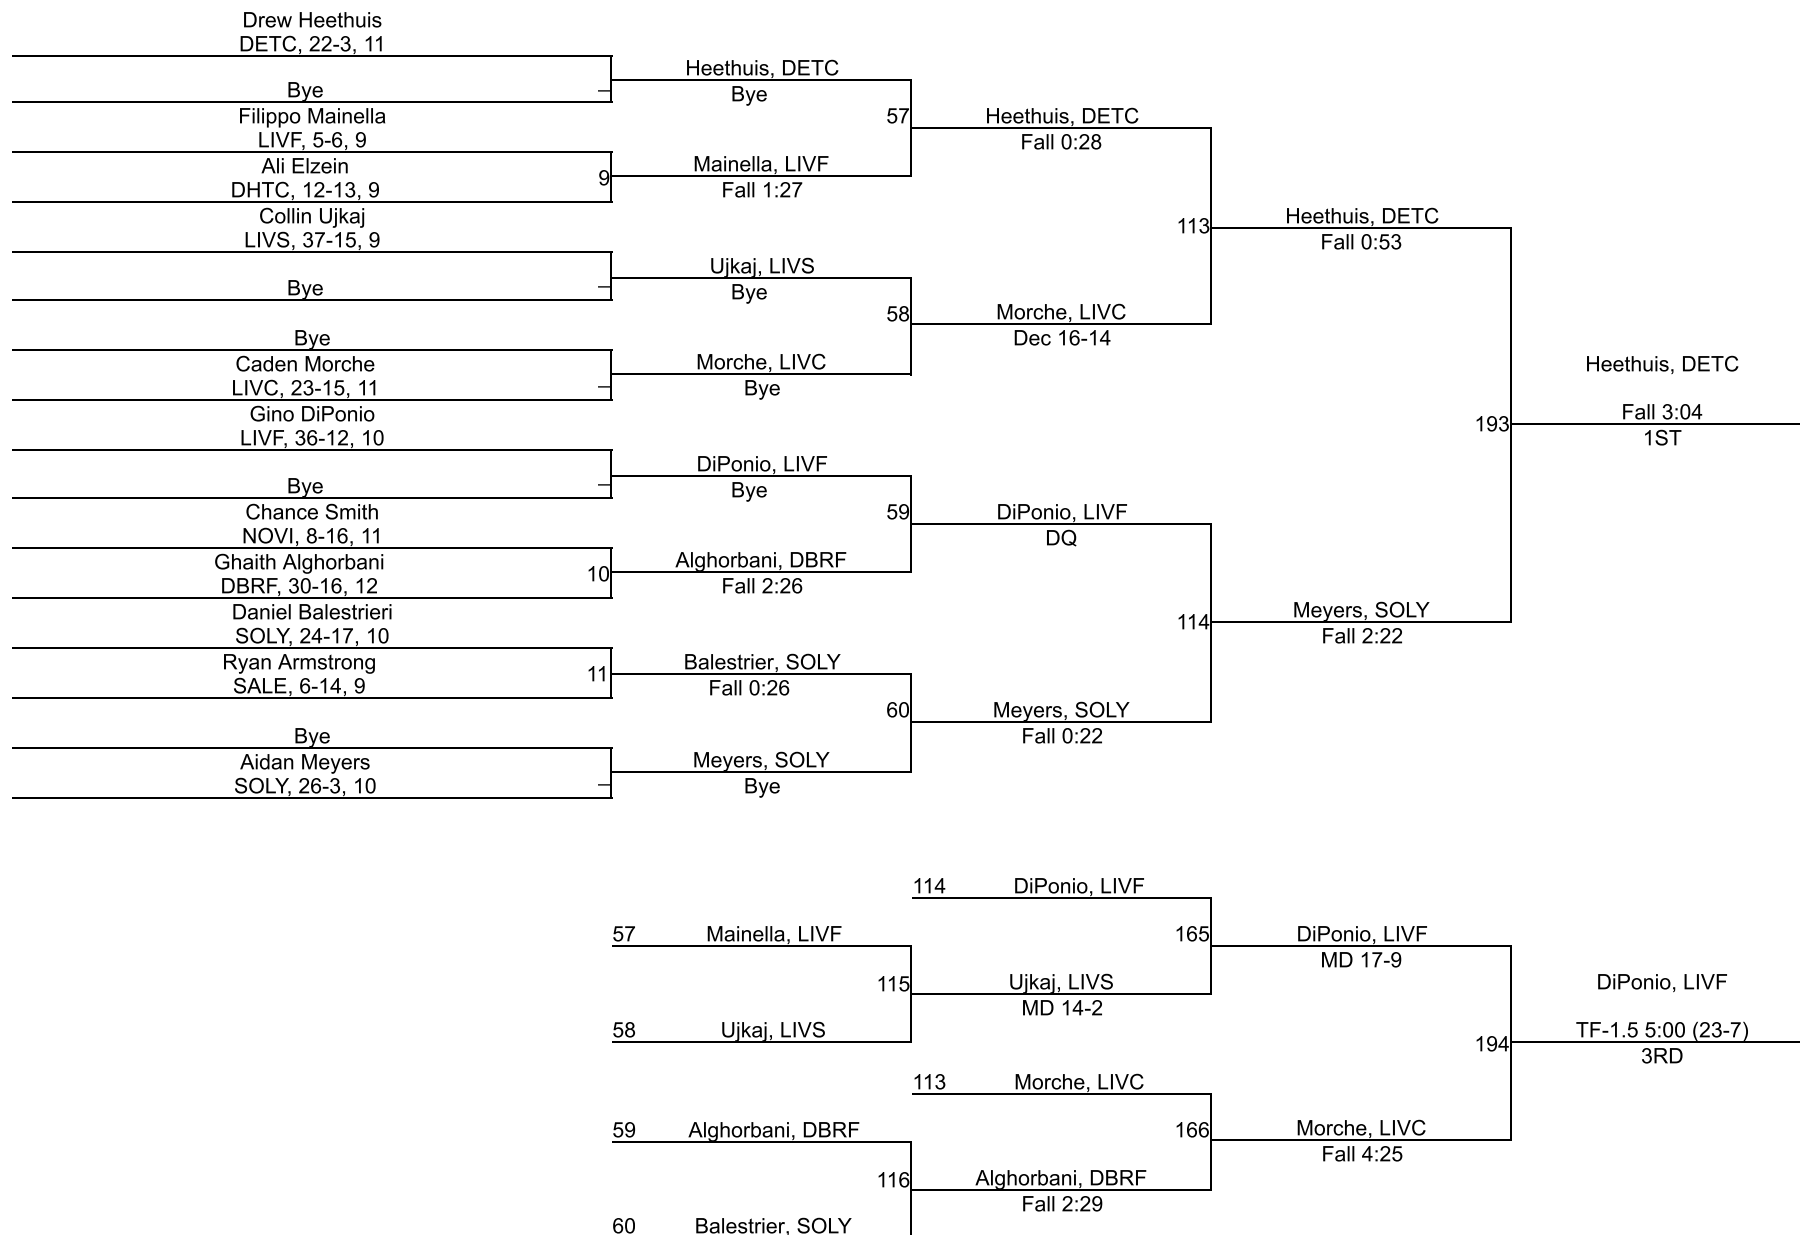 Drew Heethuis
DETC, 22-3, 11
Bye
Filippo Mainella
LIVF, 5-6, 9
Ali Elzein
DHTC, 12-13, 9
9
Collin Ujkaj
LIVS, 37-15, 9
Bye
Bye
Caden Morche
LIVC, 23-15, 11
Gino DiPonio
LIVF, 36-12, 10
Bye
Chance Smith
NOVI, 8-16, 11
Ghaith Alghorbani
DBRF, 30-16, 12
10
Daniel Balestrieri
SOLY, 24-17, 10
Ryan Armstrong
SALE, 6-14, 9
11
Bye
Aidan Meyers
SOLY, 26-3, 10
Heethuis, DETC
Bye
57
Mainella, LIVF
Fall 1:27
Ujkaj, LIVS
Bye
58
Morche, LIVC
Bye
DiPonio, LIVF
Bye
59
Alghorbani, DBRF
Fall 2:26
Balestrier, SOLY
Fall 0:26
60
Meyers, SOLY
Bye
Heethuis, DETC
Fall 0:28
113
Morche, LIVC
Dec 16-14
DiPonio, LIVF
DQ
114
Meyers, SOLY
Fall 0:22
Heethuis, DETC
Fall 0:53
193
Meyers, SOLY
Fall 2:22
Heethuis, DETC
Fall 3:04
1ST
114 DiPonio, LIVF
57 Mainella, LIVF
165
115
Ujkaj, LIVS
MD 14-2
58 Ujkaj, LIVS
113 Morche, LIVC
59 Alghorbani, DBRF
166
116
Alghorbani, DBRF
Fall 2:29
60 Balestrier, SOLY
DiPonio, LIVF
MD 17-9
194
Morche, LIVC
Fall 4:25
DiPonio, LIVF
TF-1.5 5:00 (23-7)
3RD